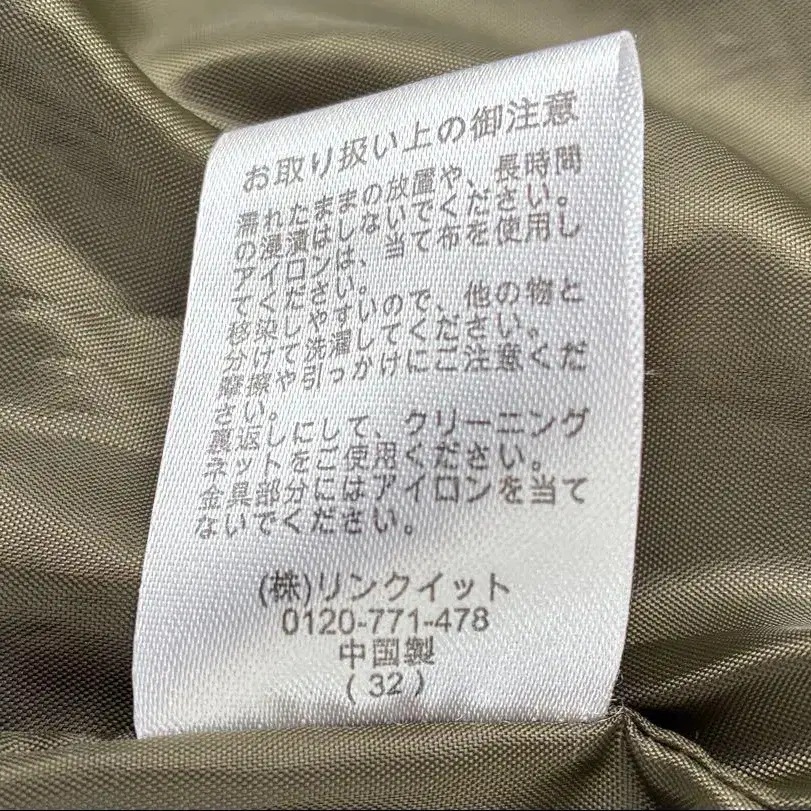 お取り扱い上の御注意
濡れたままの放置や、長時間
の浸漬はしないでください。
アイロンは、当て布を使用し
てください。
移染しやすいので、他の物と
分けて洗濯してください。
摩擦や引っかけにご注意くだ
さい。
裏返しにして、クリーニング
ネットをご使用ください。
金具部分にはアイロンを当て
ないでください。
(株)リンクイット
0120-771-478
中国製
(32)